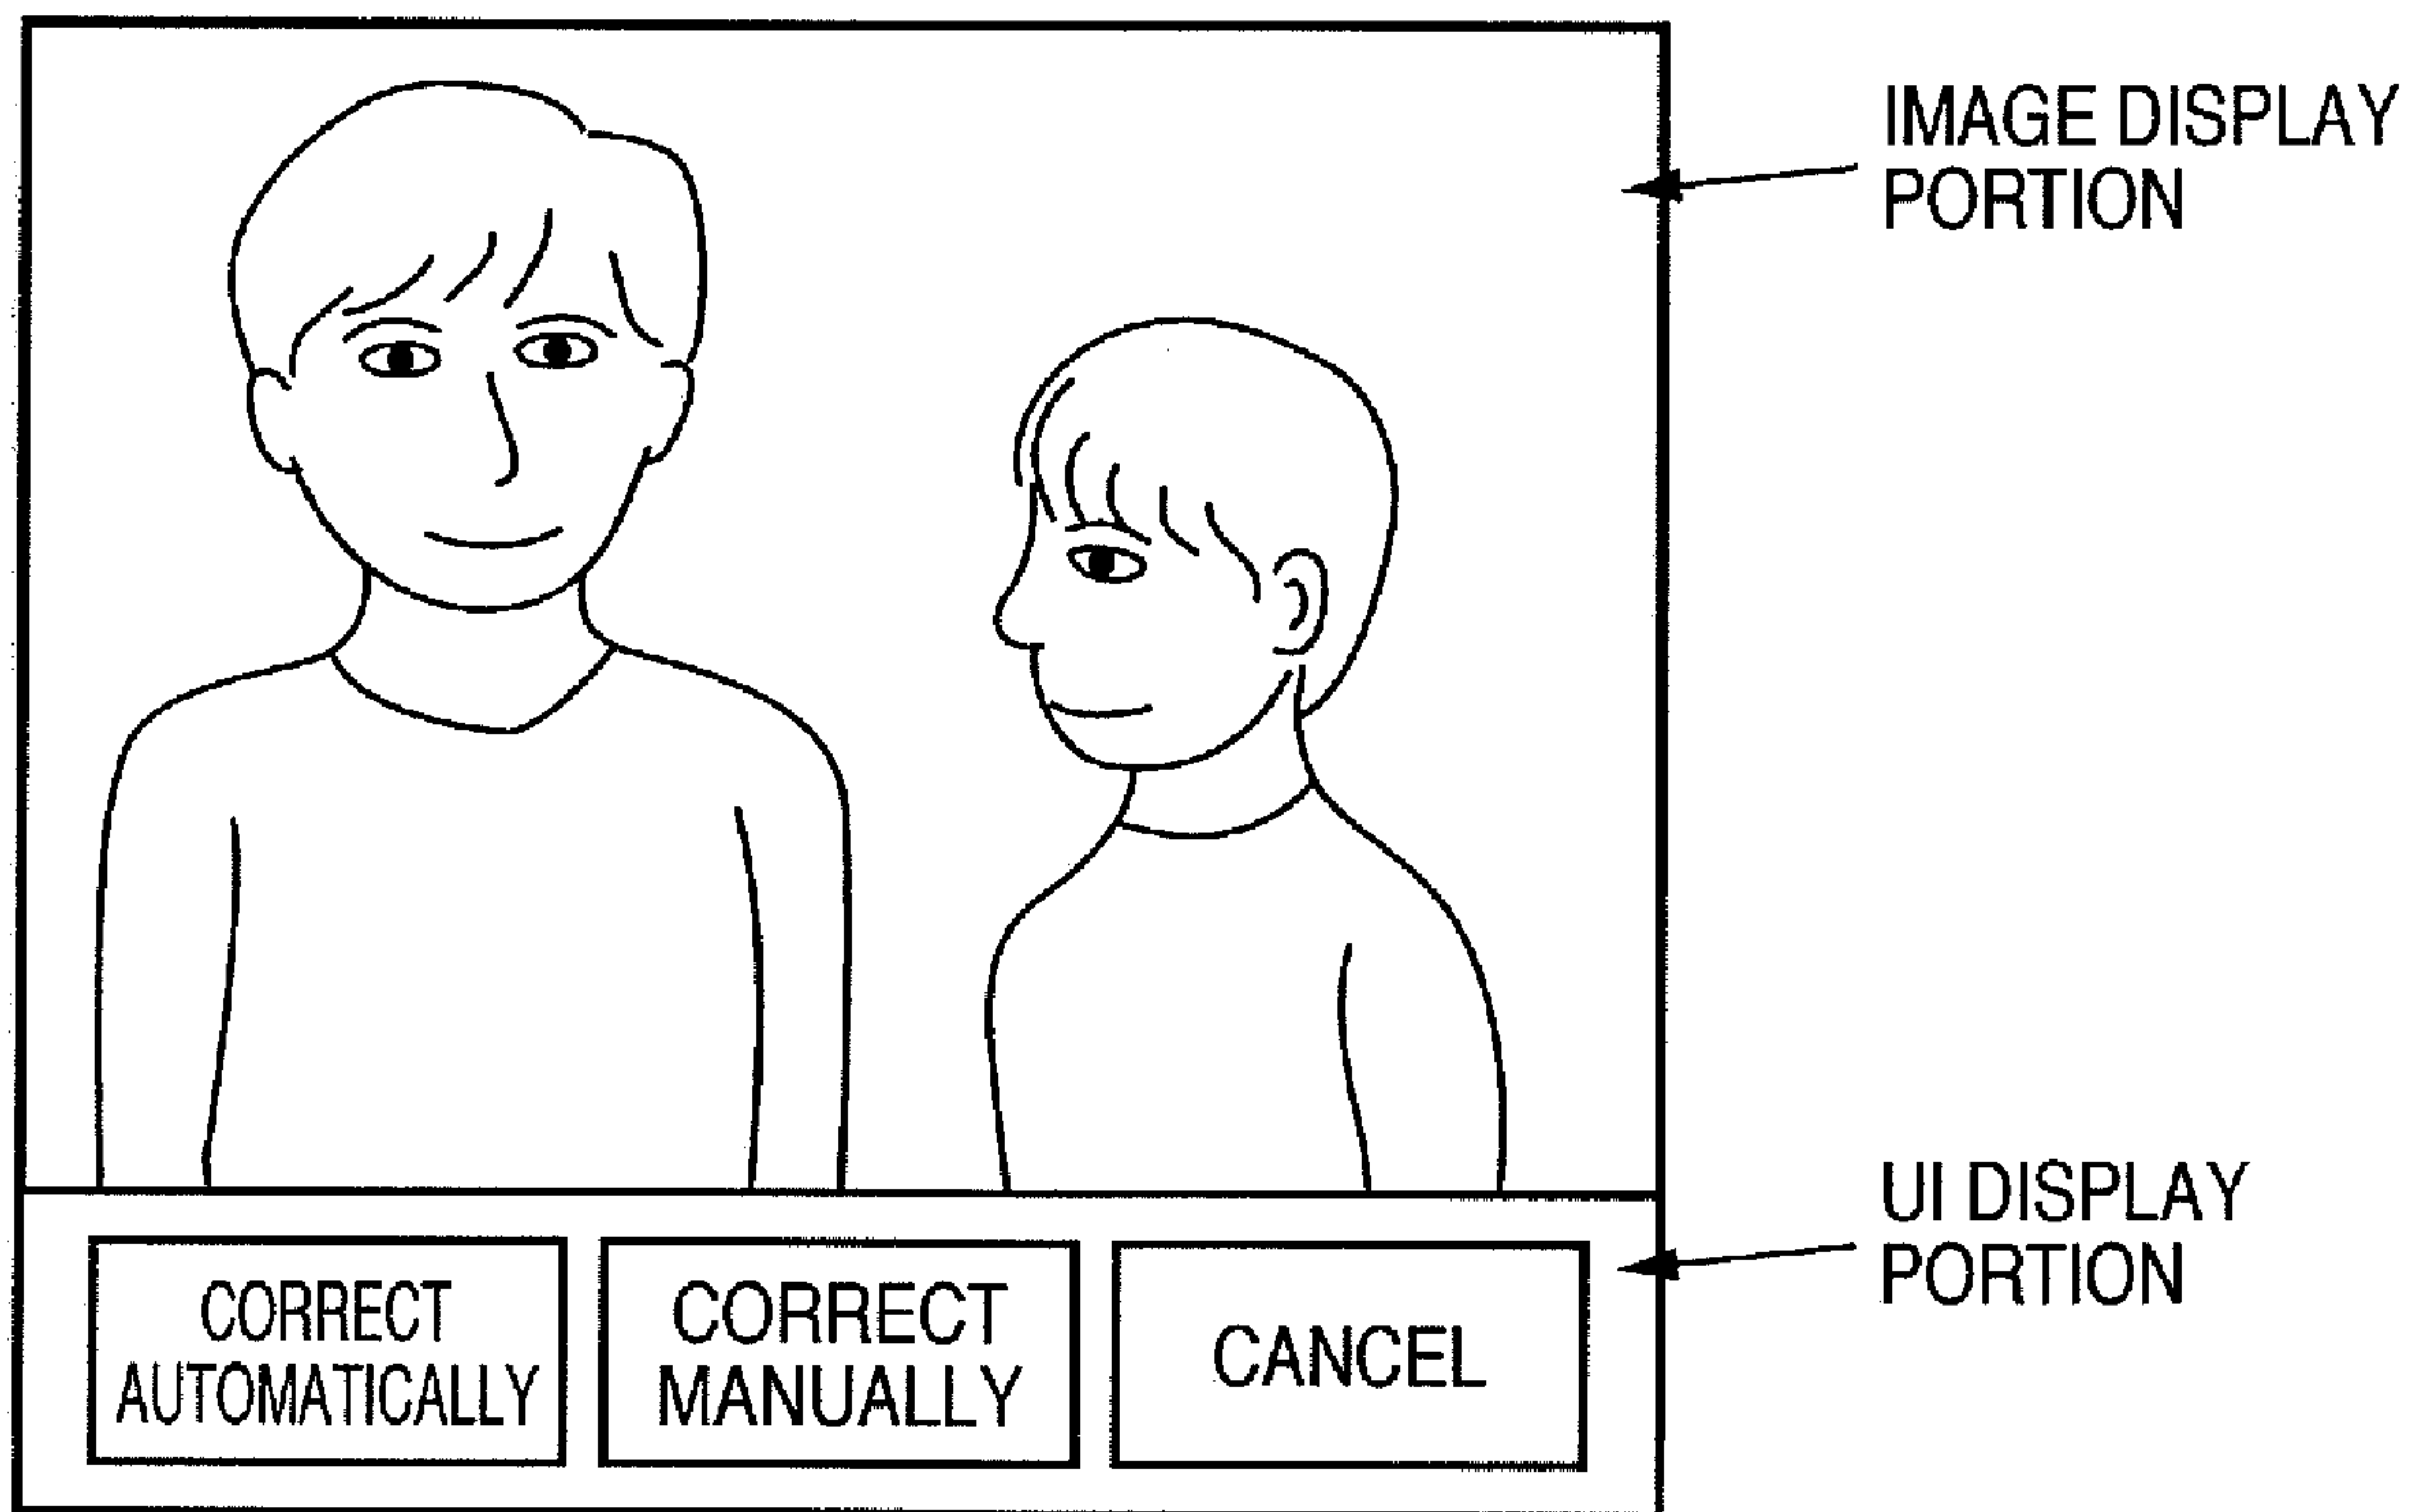 IMAGE DISPLAY
PORTION
UI DISPLAY
PORTION
CORRECT
AUTOMATICALLY
CORRECT
MANUALLY
CANCEL